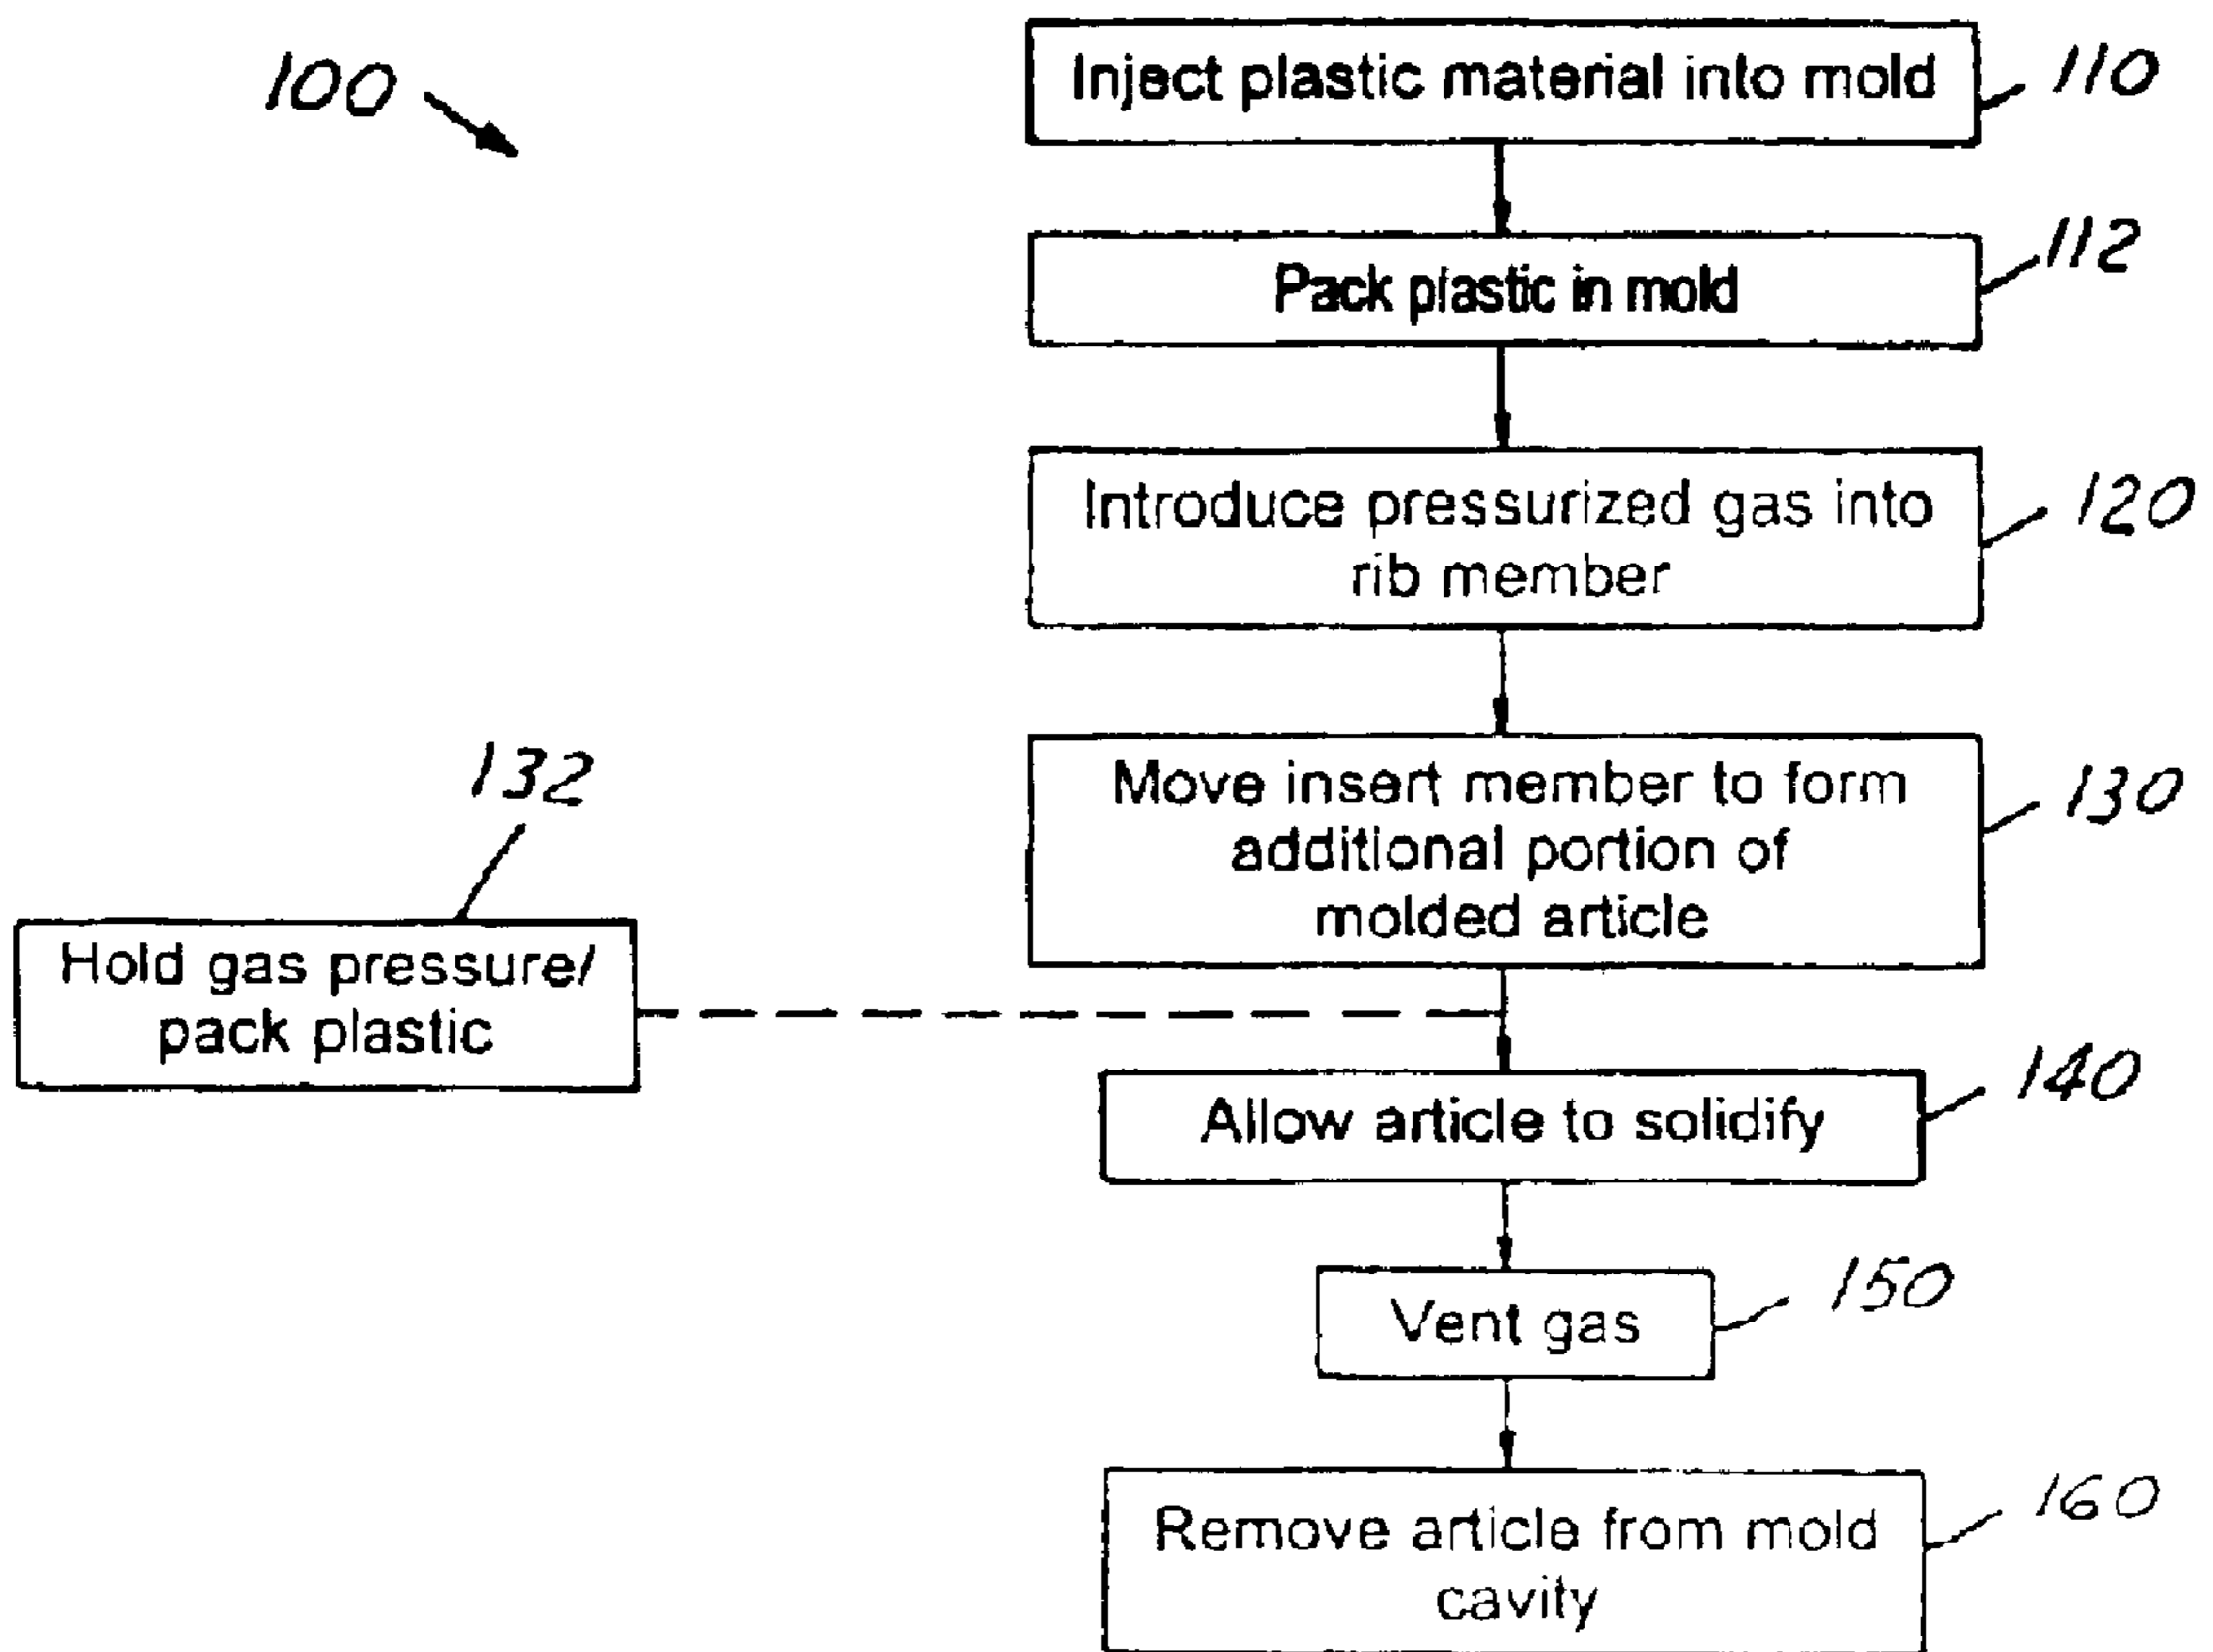 100
Inject plastic material into mold
110
Pack plastic in mold
112
Introduce pressurized gas into
rib member
120
Move insert member to form
additional portion of
molded article
130
132
Hold gas pressure/
pack plastic
Allow article to solidify
140
Vent gas
150
Remove article from mold
cavity
160